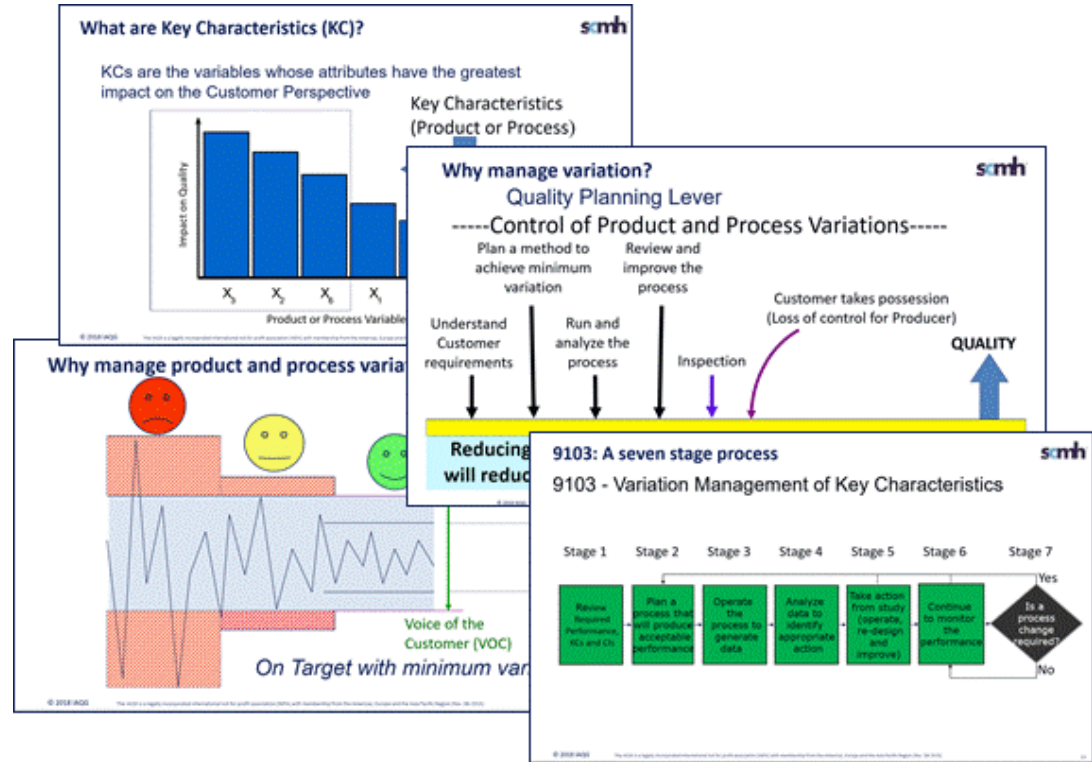 What are Key Characteristics (KC)?
scmh
KCs are the variables whose attributes have the greatest
impact on the Customer Perspective
Key Characteristics
(Product or Process)
Impact on Quality
X3 X2 X6 X1
Product or Process Variable
© 2018 IAQG
Why manage variation?
scmh
Quality Planning Lever
-----Control of Product and Process Variations-----
Plan a method to
achieve minimum
variation
Review and
improve the
process
Understand
Customer
requirements
Run and
analyze the
process
Inspection
Customer takes possession
(Loss of control for Producer)
QUALITY
Reducing
will reduc
Why manage product and process varia
Voice of the
Customer (VOC)
On Target with minimum var
© 2018 IAQG
9103: A seven stage process
scmh
9103 - Variation Management of Key Characteristics
Stage 1 Stage 2 Stage 3 Stage 4 Stage 5 Stage 6 Stage 7
Review
Required
Performance,
KCs and CIs
Plan a
process that
will produce
acceptable
performance
Operate
the
process to
generate
data
Analyze
data to
identify
appropriate
action
Take action
from study
(operate,
re-design
and
improve)
Continue
to monitor
the
performance
Is a
process
change
required?
Yes
No
© 2018 IAQG